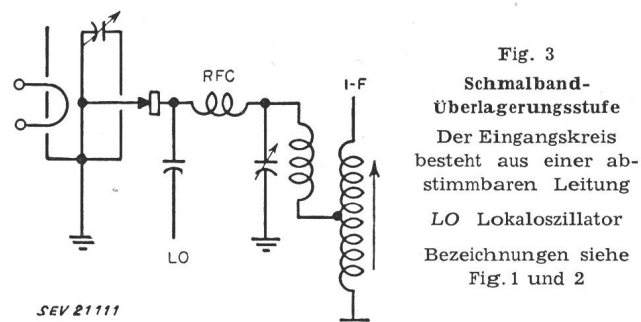 RFC
I-F
LO
SEV 21111
Fig. 3
Schmalband-
Überlagerungsstufe
Der Eingangskreis
besteht aus einer ab-
stimmbaren Leitung
LO Lokaloszillator
Bezeichnungen siehe
Fig. 1 und 2